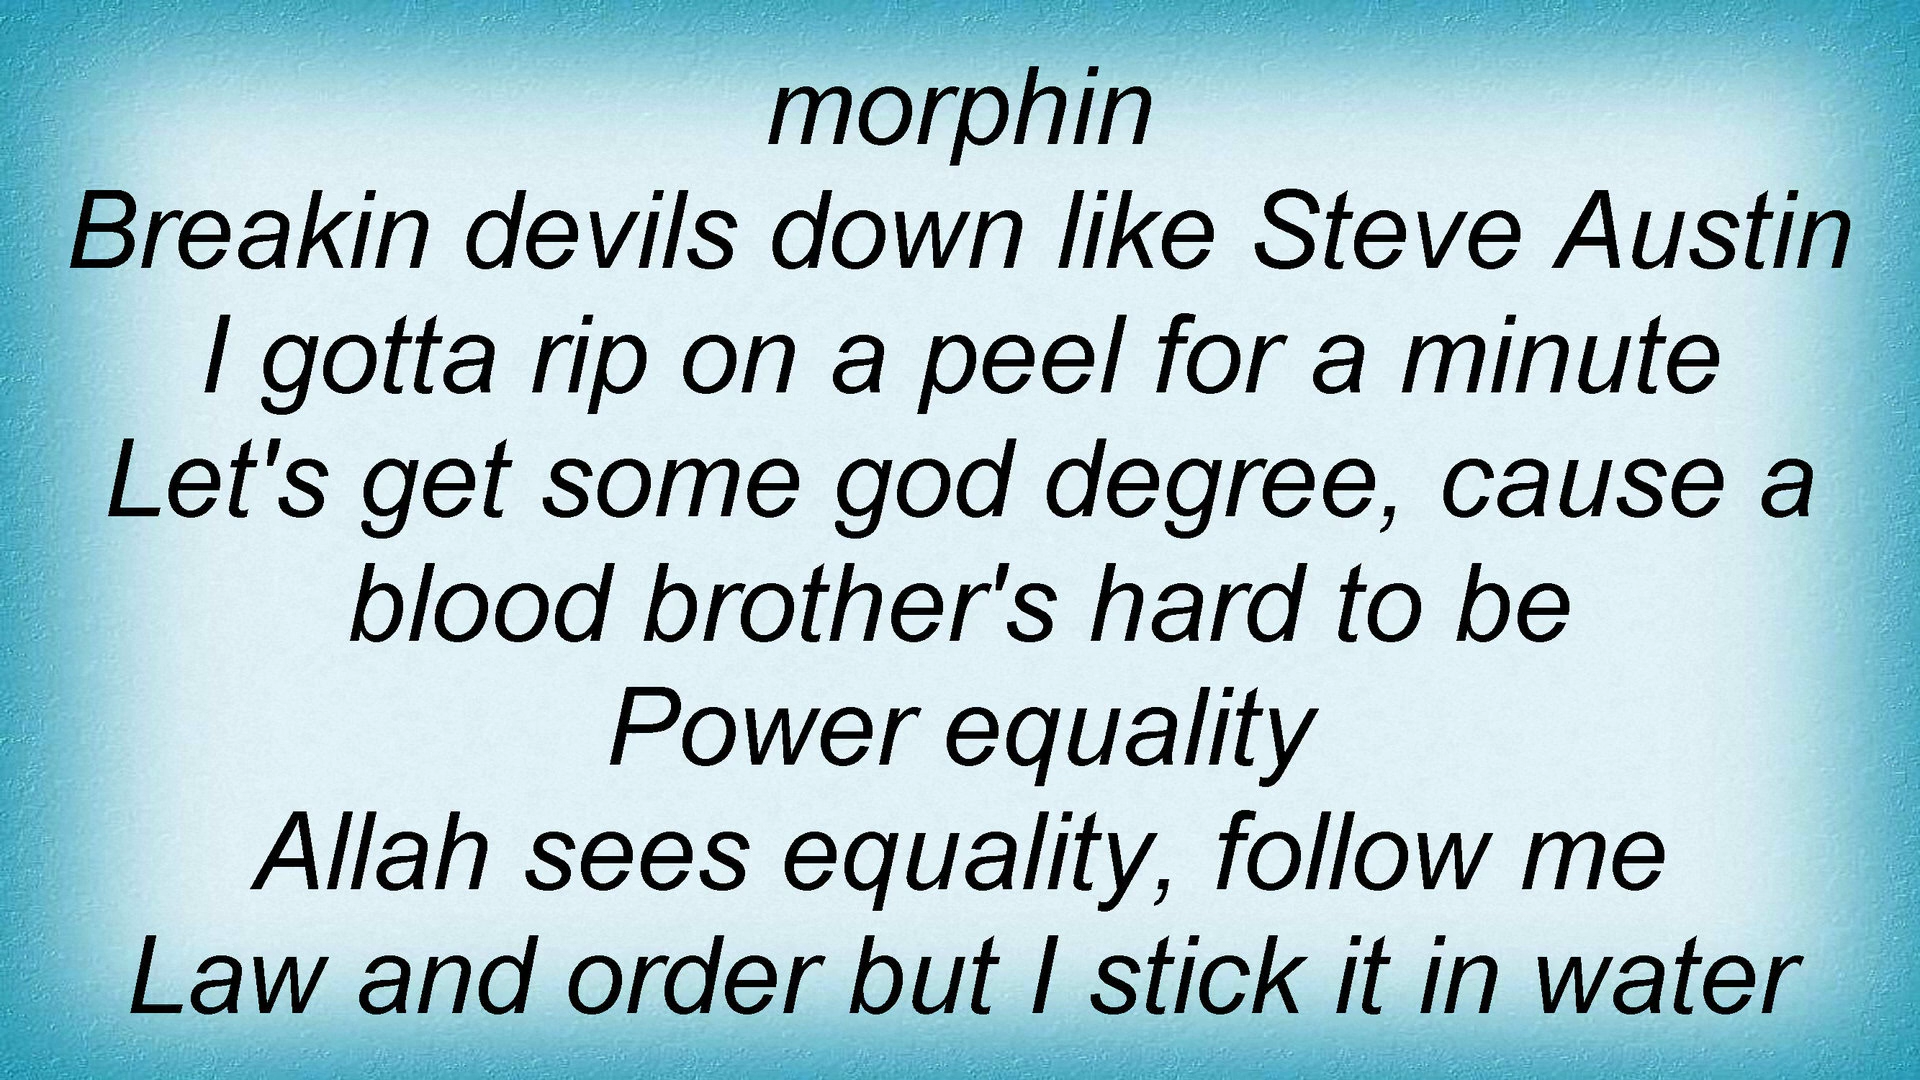 morphin
Breakin devils down like Steve Austin
I gotta rip on a peel for a minute
Let's get some god degree, cause a
blood brother's hard to be
Power equality
Allah sees equality, follow me
Law and order but I stick it in water